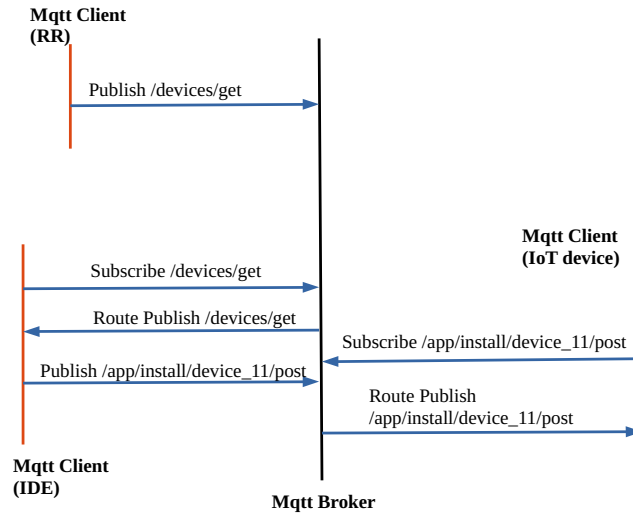 Mqtt Client
(RR)
Publish /devices/get
Mqtt Client
(IoT device)
Subscribe /devices/get
Route Publish /devices/get
Subscribe /app/install/device_11/post
Publish /app/install/device_11/post
Route Publish
/app/install/device_11/post
Mqtt Client
(IDE)
Mqtt Broker